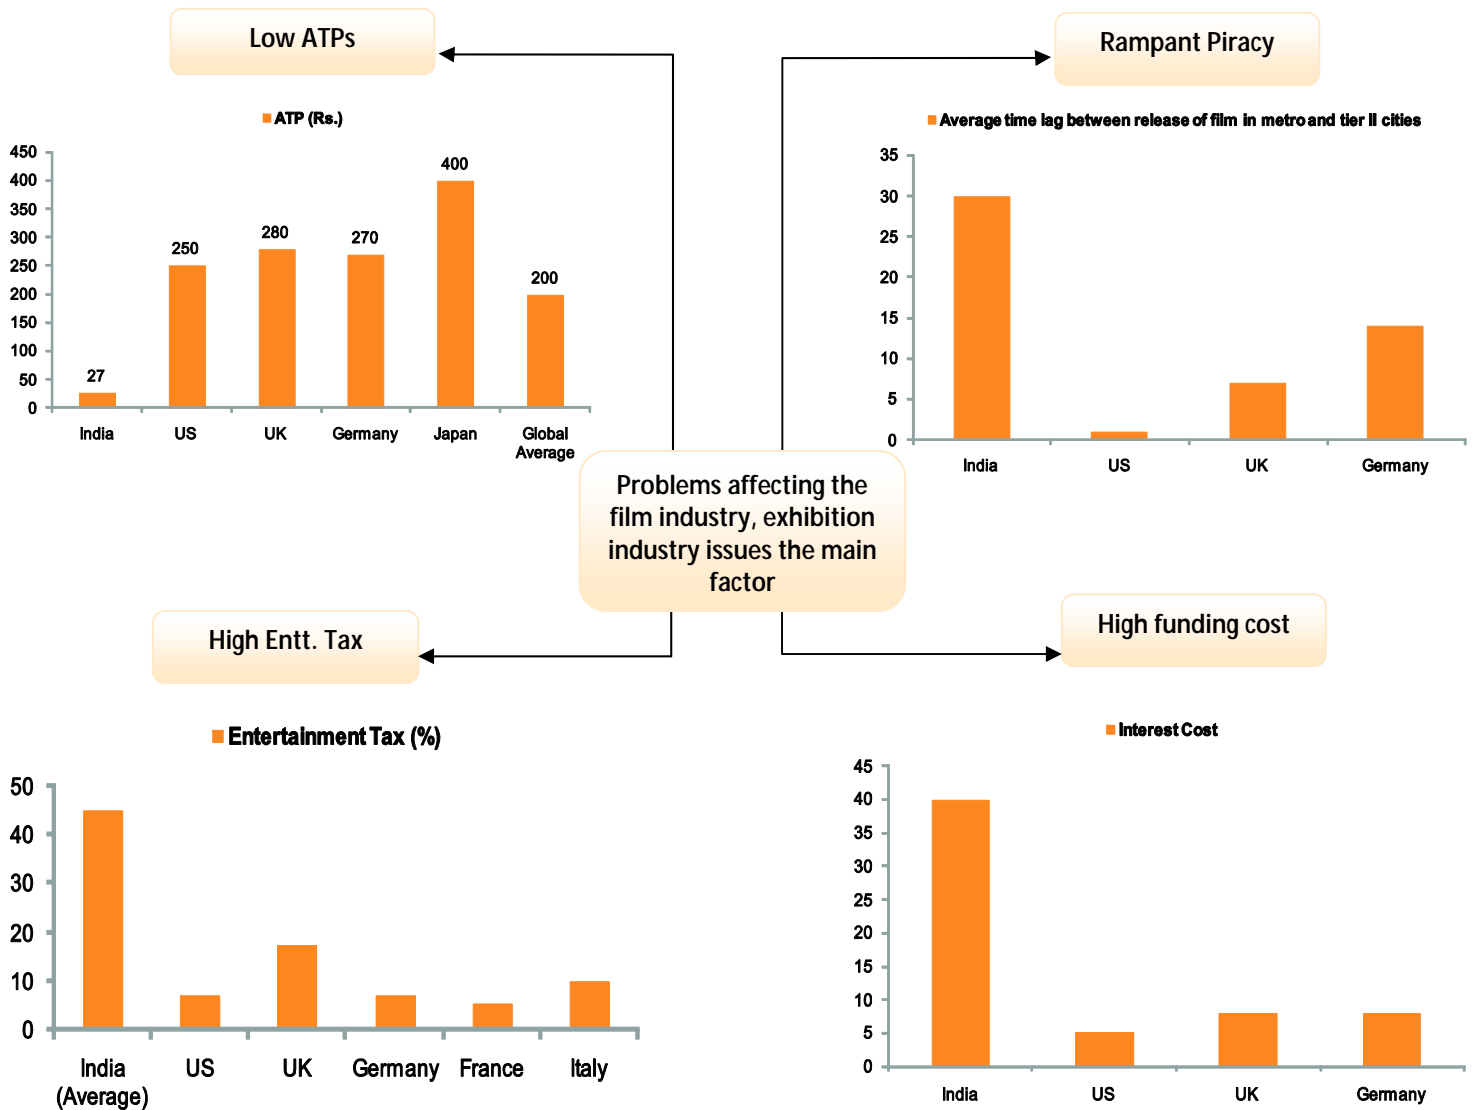 Low ATPs
Rampant Piracy
ATP (Rs.)
450
400
350
300
250
200
150
100
50
0
27
250
280
270
400
200
India
US
UK
Germany
Japan
Global
Average
Average time lag between release of film in metro and tier II cities
35
30
25
20
15
10
5
0
India
US
UK
Germany
Problems affecting the
film industry, exhibition
industry issues the main
factor
High Entt. Tax
High funding cost
Entertainment Tax (%)
50
40
30
20
10
0
India
(Average)
US
UK
Germany
France
Italy
Interest Cost
45
40
35
30
25
20
15
10
5
0
India
US
UK
Germany